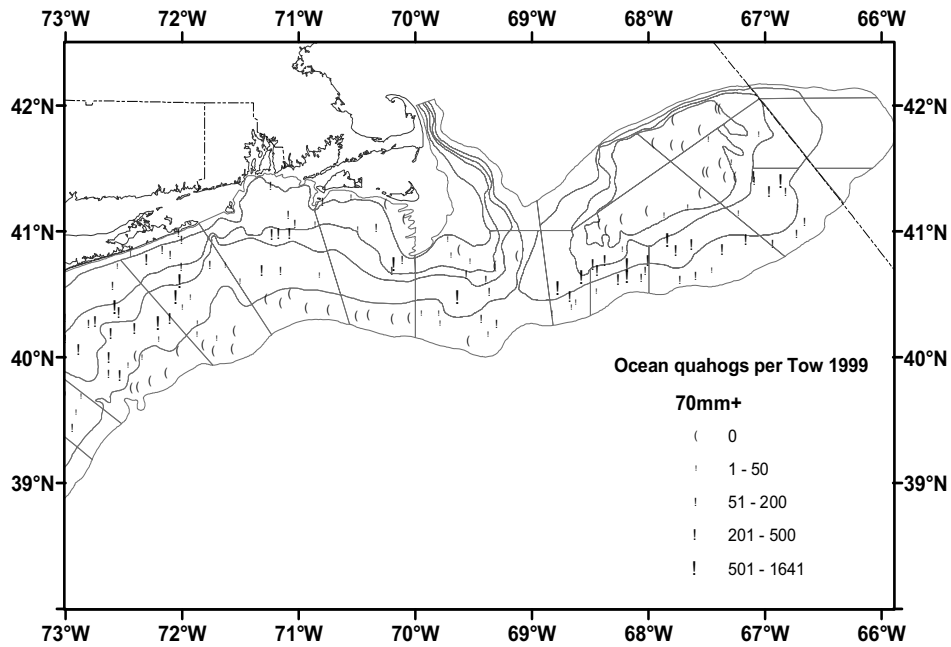 73°W 72°W 71°W 70°W 69°W 68°W 67°W 66°W
42°N 42°N
41°N 41°N
40°N 40°N
Ocean quahogs per Tow 1999
70mm+
( 0
! 1 - 50
39°N ! 51 - 200 39°N
! 201 - 500
! 501 - 1641
73°W 72°W 71°W 70°W 69°W 68°W 67°W 66°W